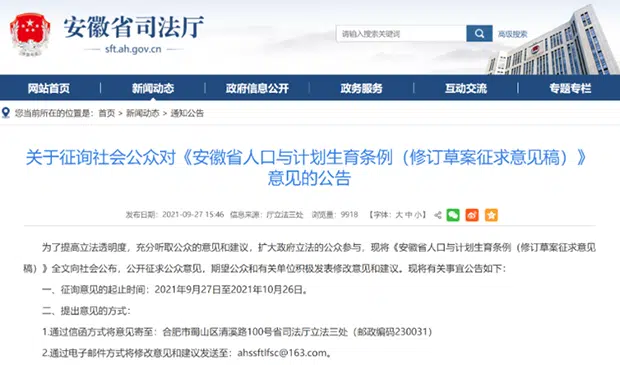 安徽省司法厅
sft.ah.gov.cn
请输入搜索关键词
高级搜索
网站首页 新闻动态 政府信息公开 政务服务 互动交流 专题专栏
您当前所在的位置是：首页 > 新闻动态 > 通知公告
关于征询社会公众对《安徽省人口与计划生育条例（修订草案征求意见稿）》
意见的公告
发布日期：2021-09-27 15:46 信息来源：厅立法三处 浏览量：9918 【字体：大 中 小】
为了提高立法透明度，充分听取公众的意见和建议，扩大政府立法的公众参与，现将《安徽省人口与计划生育条例（修订草案征求意见
稿）》全文向社会公布，公开征求公众意见，期望公众和有关单位积极发表修改意见和建议。现将有关事宜公告如下：
一、征询意见的起止时间：2021年9月27日至2021年10月26日。
二、提出意见的方式：
1.通过信函方式将意见寄至：合肥市蜀山区清溪路100号省司法厅立法三处（邮政编码230031）
2.通过电子邮件方式将修改意见和建议发送至：ahssftlfsc@163.com。